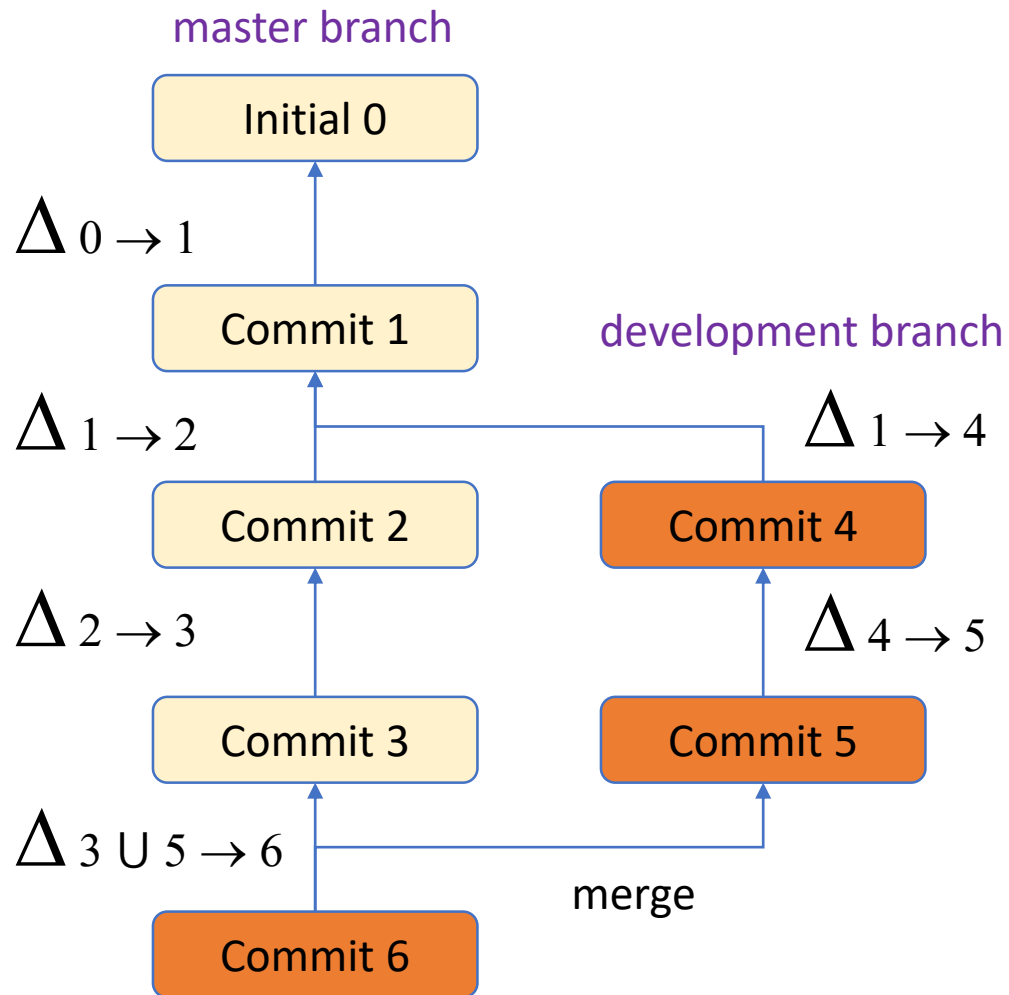 master branch
Initial 0
Δ 0 → 1
Commit 1
development branch
Δ 1 → 2
Δ 1 → 4
Commit 2
Commit 4
Δ 2 → 3
Δ 4 → 5
Commit 3
Commit 5
Δ 3 ∪ 5 → 6
merge
Commit 6